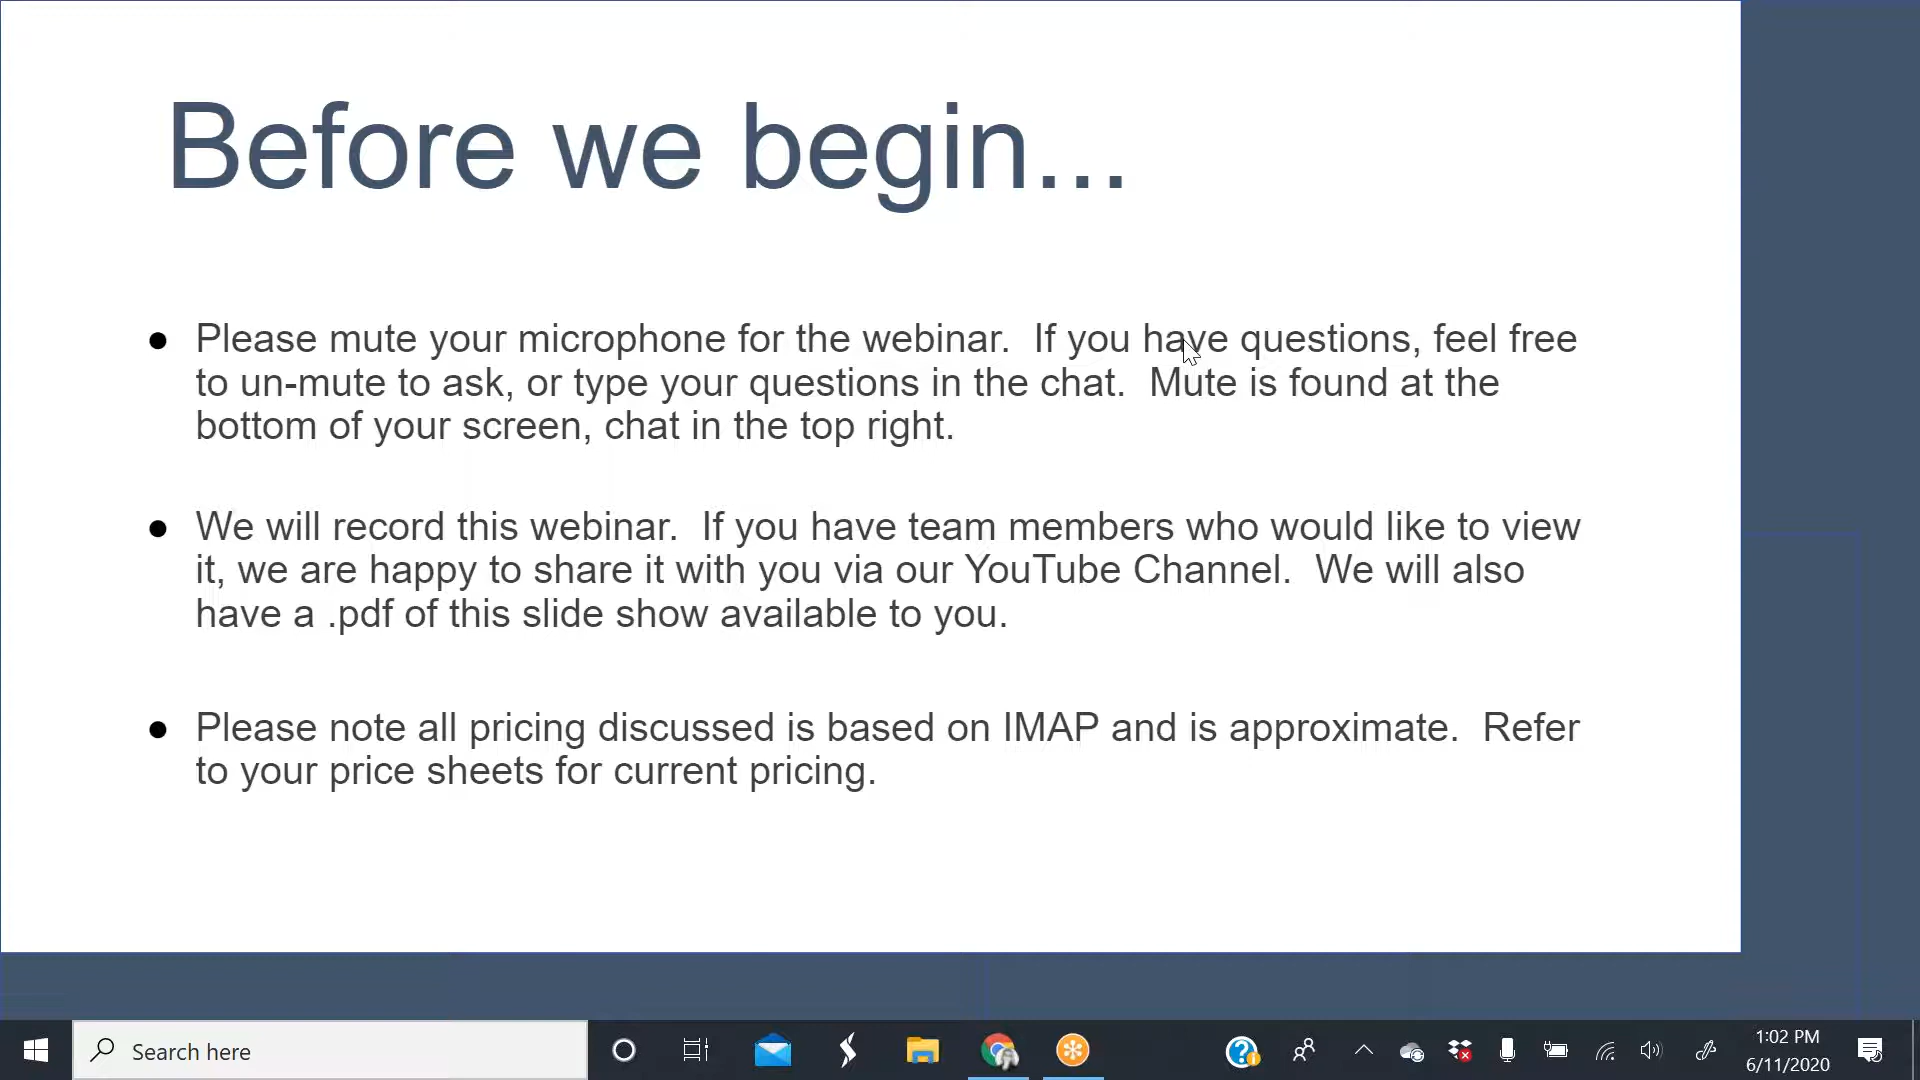 Before we begin...
● Please mute your microphone for the webinar.  If you have questions, feel free
to un-mute to ask, or type your questions in the chat.  Mute is found at the
bottom of your screen, chat in the top right.
● We will record this webinar.  If you have team members who would like to view
it, we are happy to share it with you via our YouTube Channel.  We will also
have a .pdf of this slide show available to you.
● Please note all pricing discussed is based on IMAP and is approximate.  Refer
to your price sheets for current pricing.
Search here
1:02 PM
6/11/2020